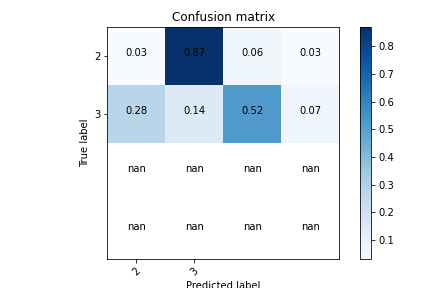 Confusion matrix
2 0.03 0.87 0.06 0.03
3 0.28 0.14 0.52 0.07
nan nan nan nan
nan nan nan nan
2 3
True label
Predicted label
0.8
0.7
0.6
0.5
0.4
0.3
0.2
0.1